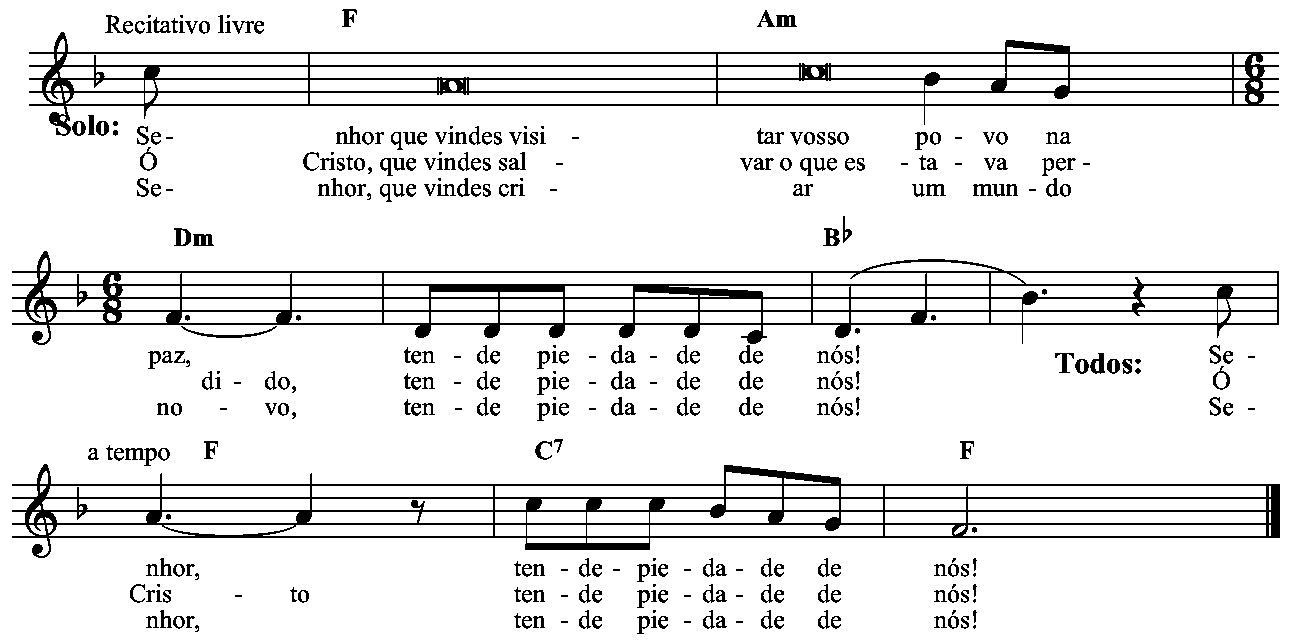 Recitativo livre F Am
Solo: Se- nhor que vindes visi - tar vosso po - vo na
Ó Cristo, que vindes sal - var o que es - ta - va per-
Se- nhor, que vindes cri - ar um mun - do
6 8
Dm B♭
6 8
paz, ten - de pie - da - de de nós! Todos: Se -
di - do, ten - de pie - da - de de nós! Ó
no - vo, ten - de pie - da - de de nós! Se -
a tempo F C7 F
nhor, ten - de - pie - da - de de nós!
Cris - to ten - de pie - da - de de nós!
nhor, ten - de pie - da - de de nós!